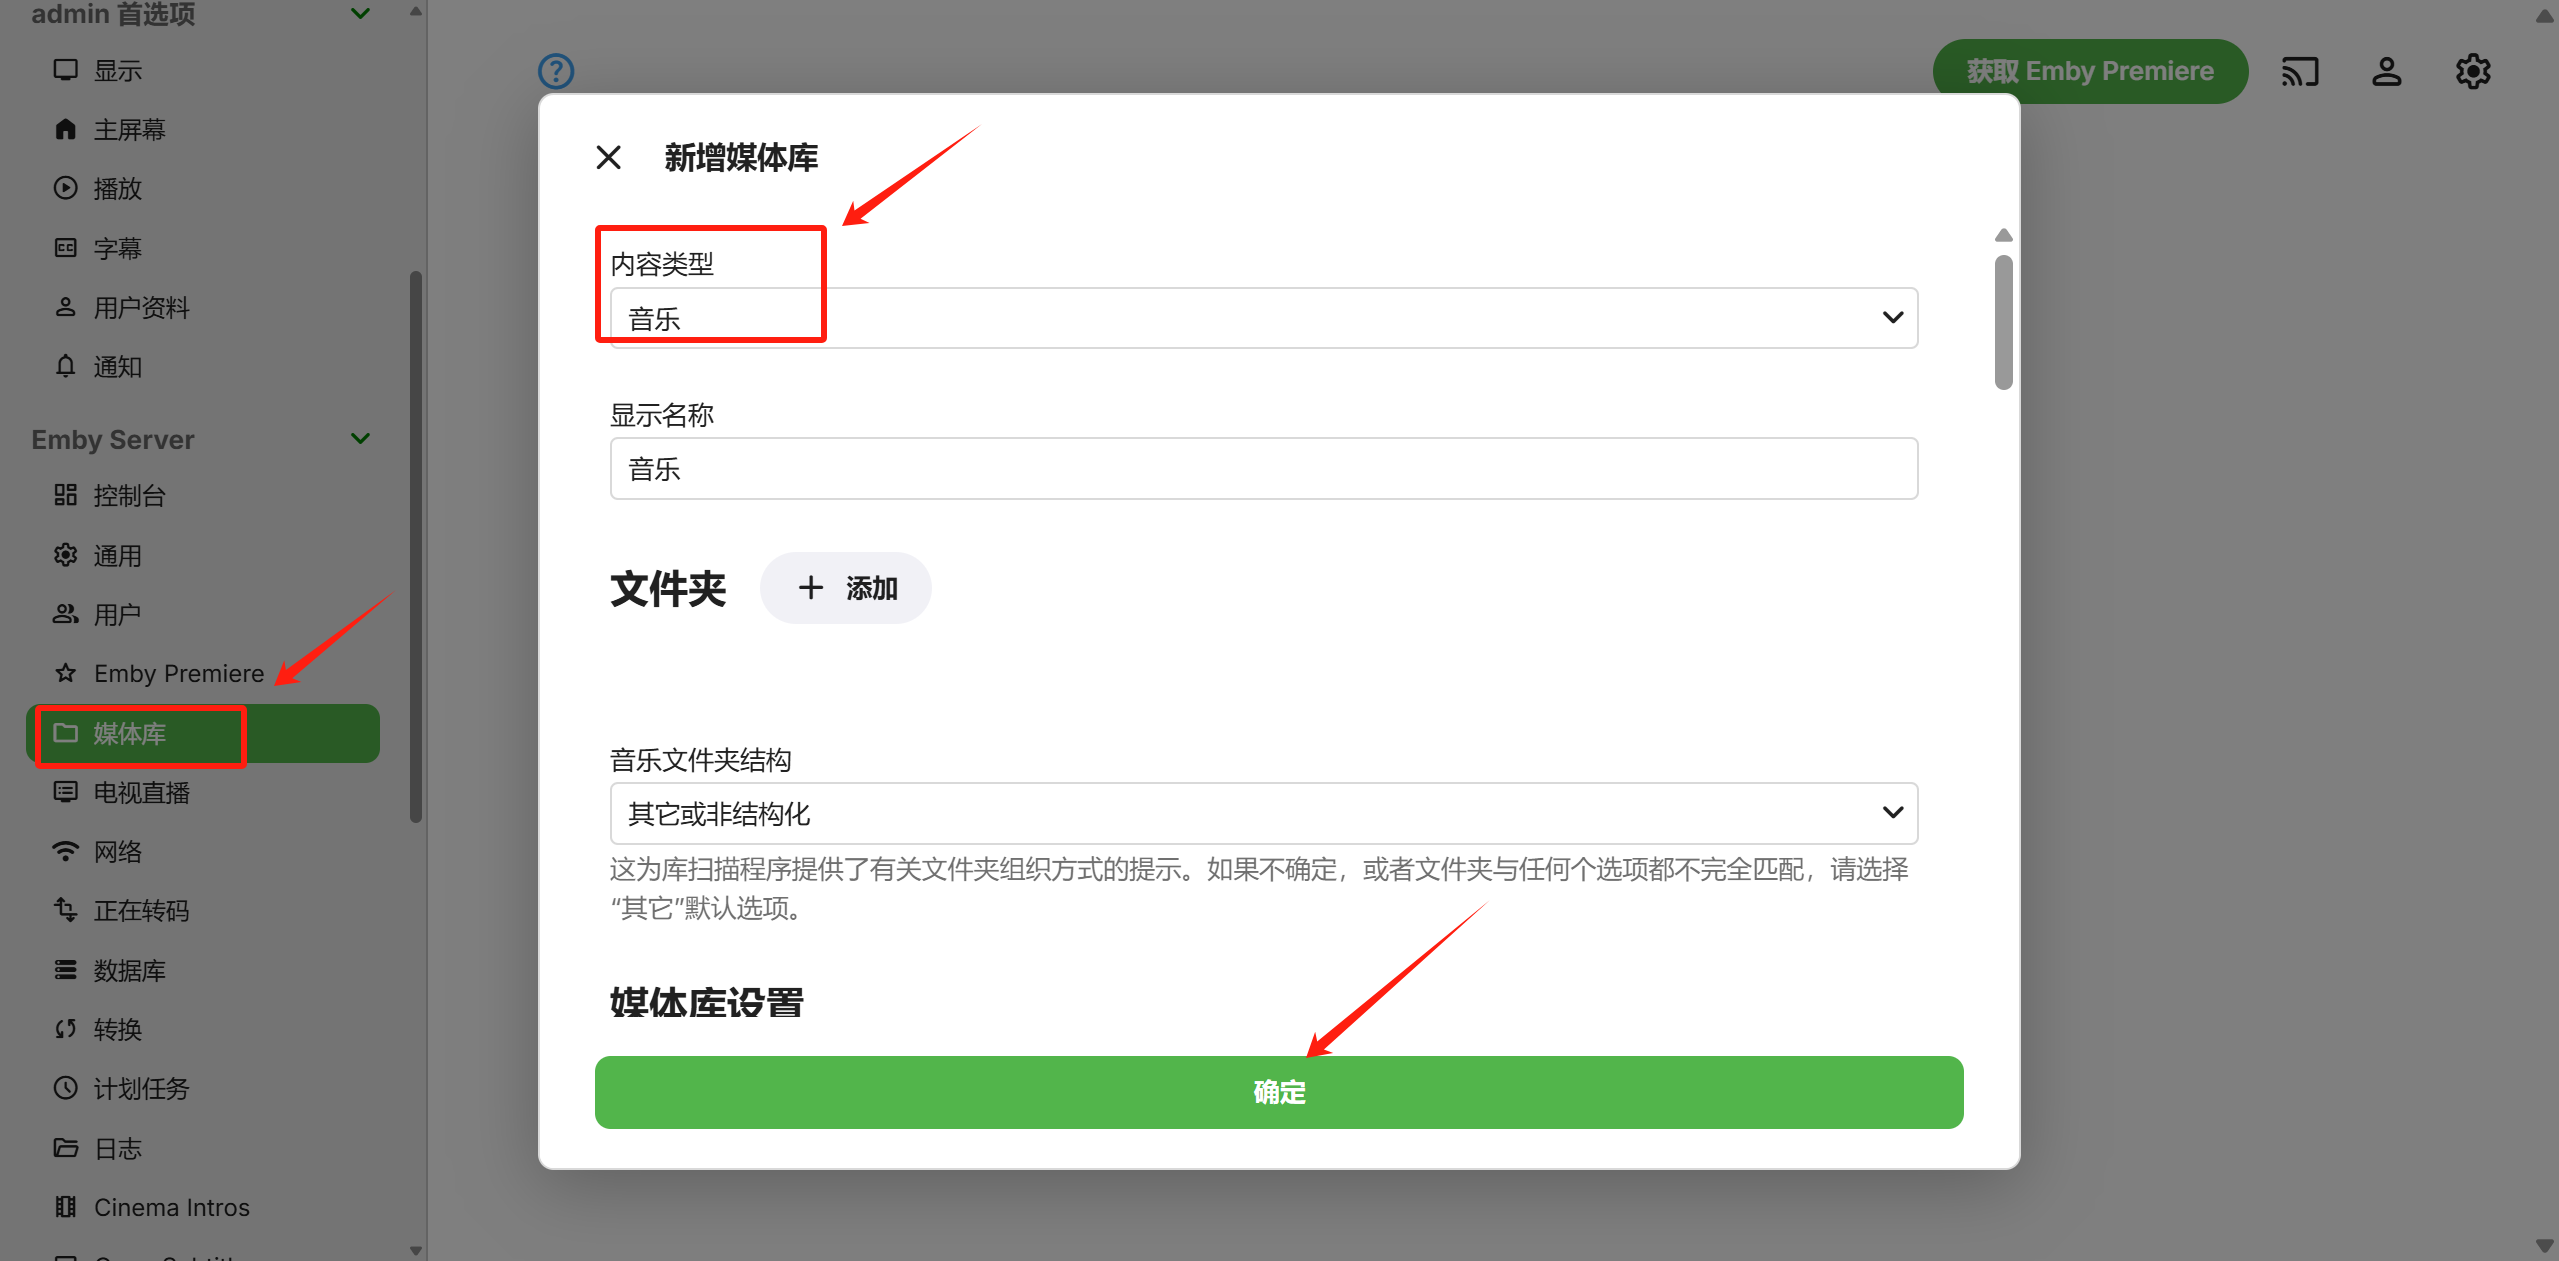 admin 首选项
显示
主屏幕
播放
字幕
用户资料
通知
Emby Server
控制台
通用
用户
Emby Premiere
媒体库
电视直播
网络
正在转码
数据库
转换
计划任务
日志
Cinema Intros
获取 Emby Premiere
新增媒体库
内容类型
音乐
显示名称
音乐
文件夹
添加
音乐文件夹结构
其它或非结构化
这为库扫描程序提供了有关文件夹组织方式的提示。如果不确定，或者文件夹与任何个选项都不完全匹配，请选择
“其它”默认选项。
媒体库设置
确定